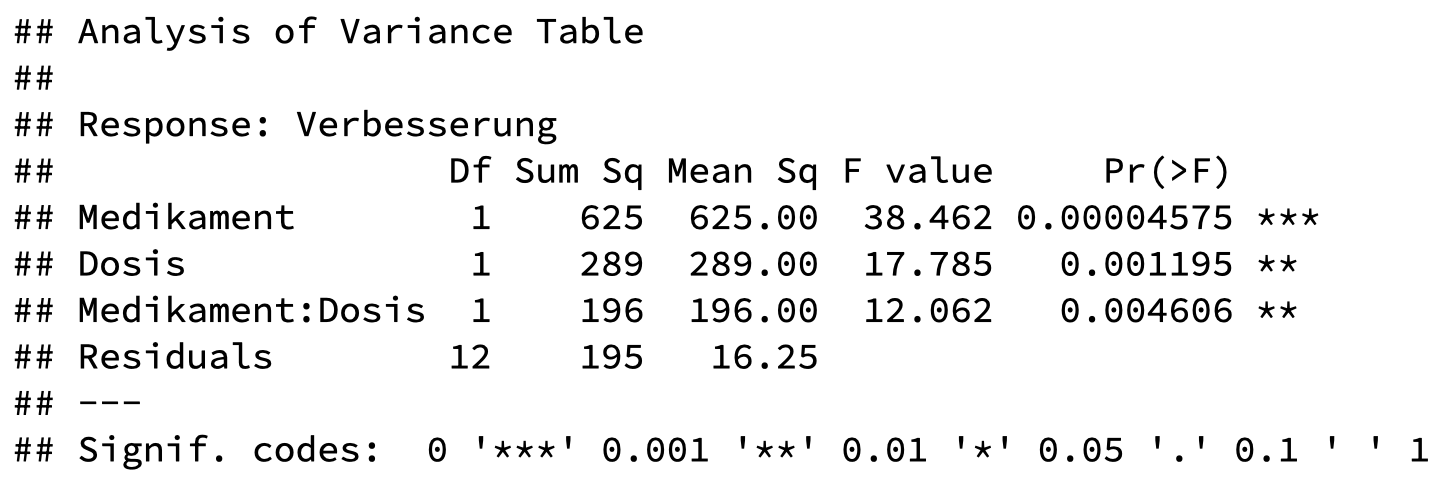 ## Analysis of Variance Table
##
## Response: Verbesserung
##                  Df Sum Sq Mean Sq F value     Pr(>F)
## Medikament        1    625  625.00  38.462 0.00004575 ***
## Dosis             1    289  289.00  17.785   0.001195 **
## Medikament:Dosis  1    196  196.00  12.062   0.004606 **
## Residuals        12    195   16.25
## ---
## Signif. codes:  0 '***' 0.001 '**' 0.01 '*' 0.05 '.' 0.1 ' ' 1